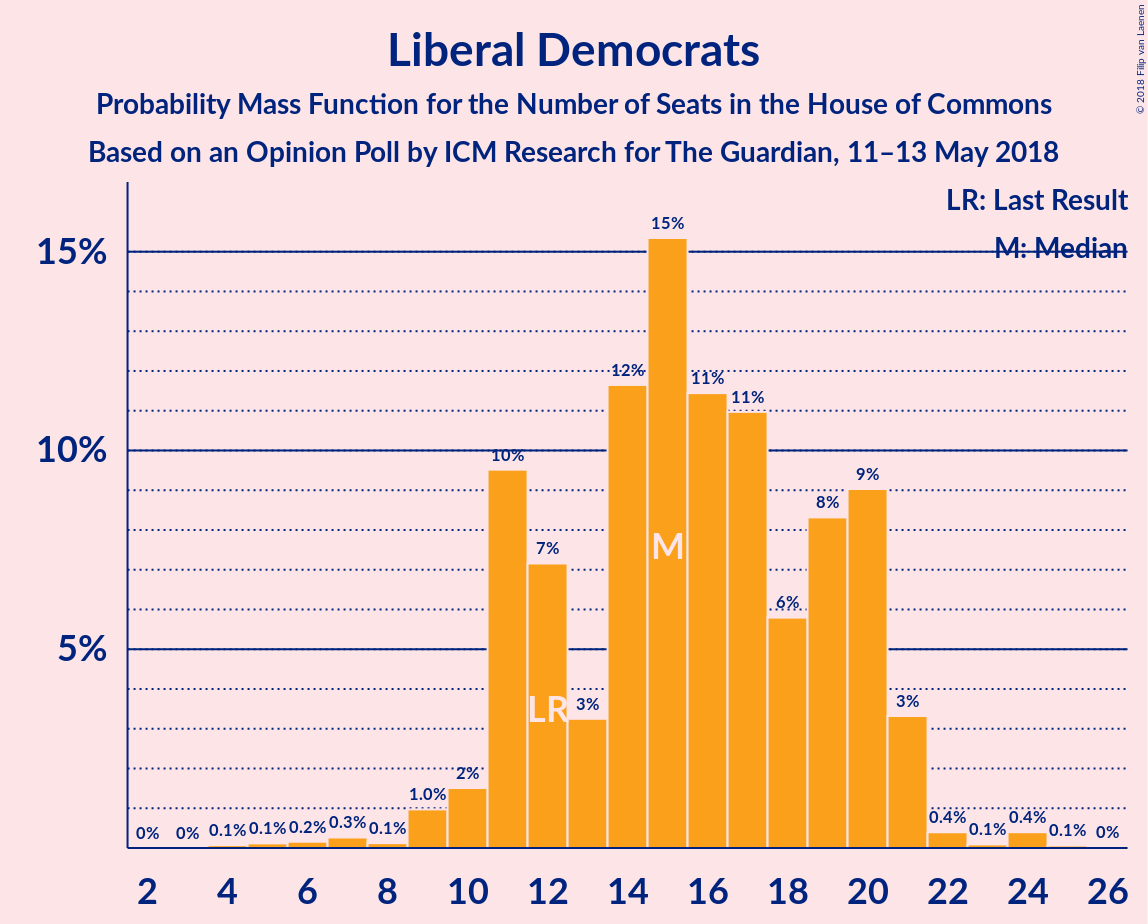 Liberal Democrats
Probability Mass Function for the Number of Seats in the House of Commons
Based on an Opinion Poll by ICM Research for The Guardian, 11–13 May 2018
© 2018 Filip van Laenen
LR: Last Result
M: Median
15%
10%
5%
0% 0% 0.1% 0.1% 0.2% 0.3% 0.1% 1.0% 2% 10% 7% 3% 12% 15% 11% 11% 6% 8% 9% 3% 0.4% 0.1% 0.4% 0.1% 0%
LR
M
2 4 6 8 10 12 14 16 18 20 22 24 26